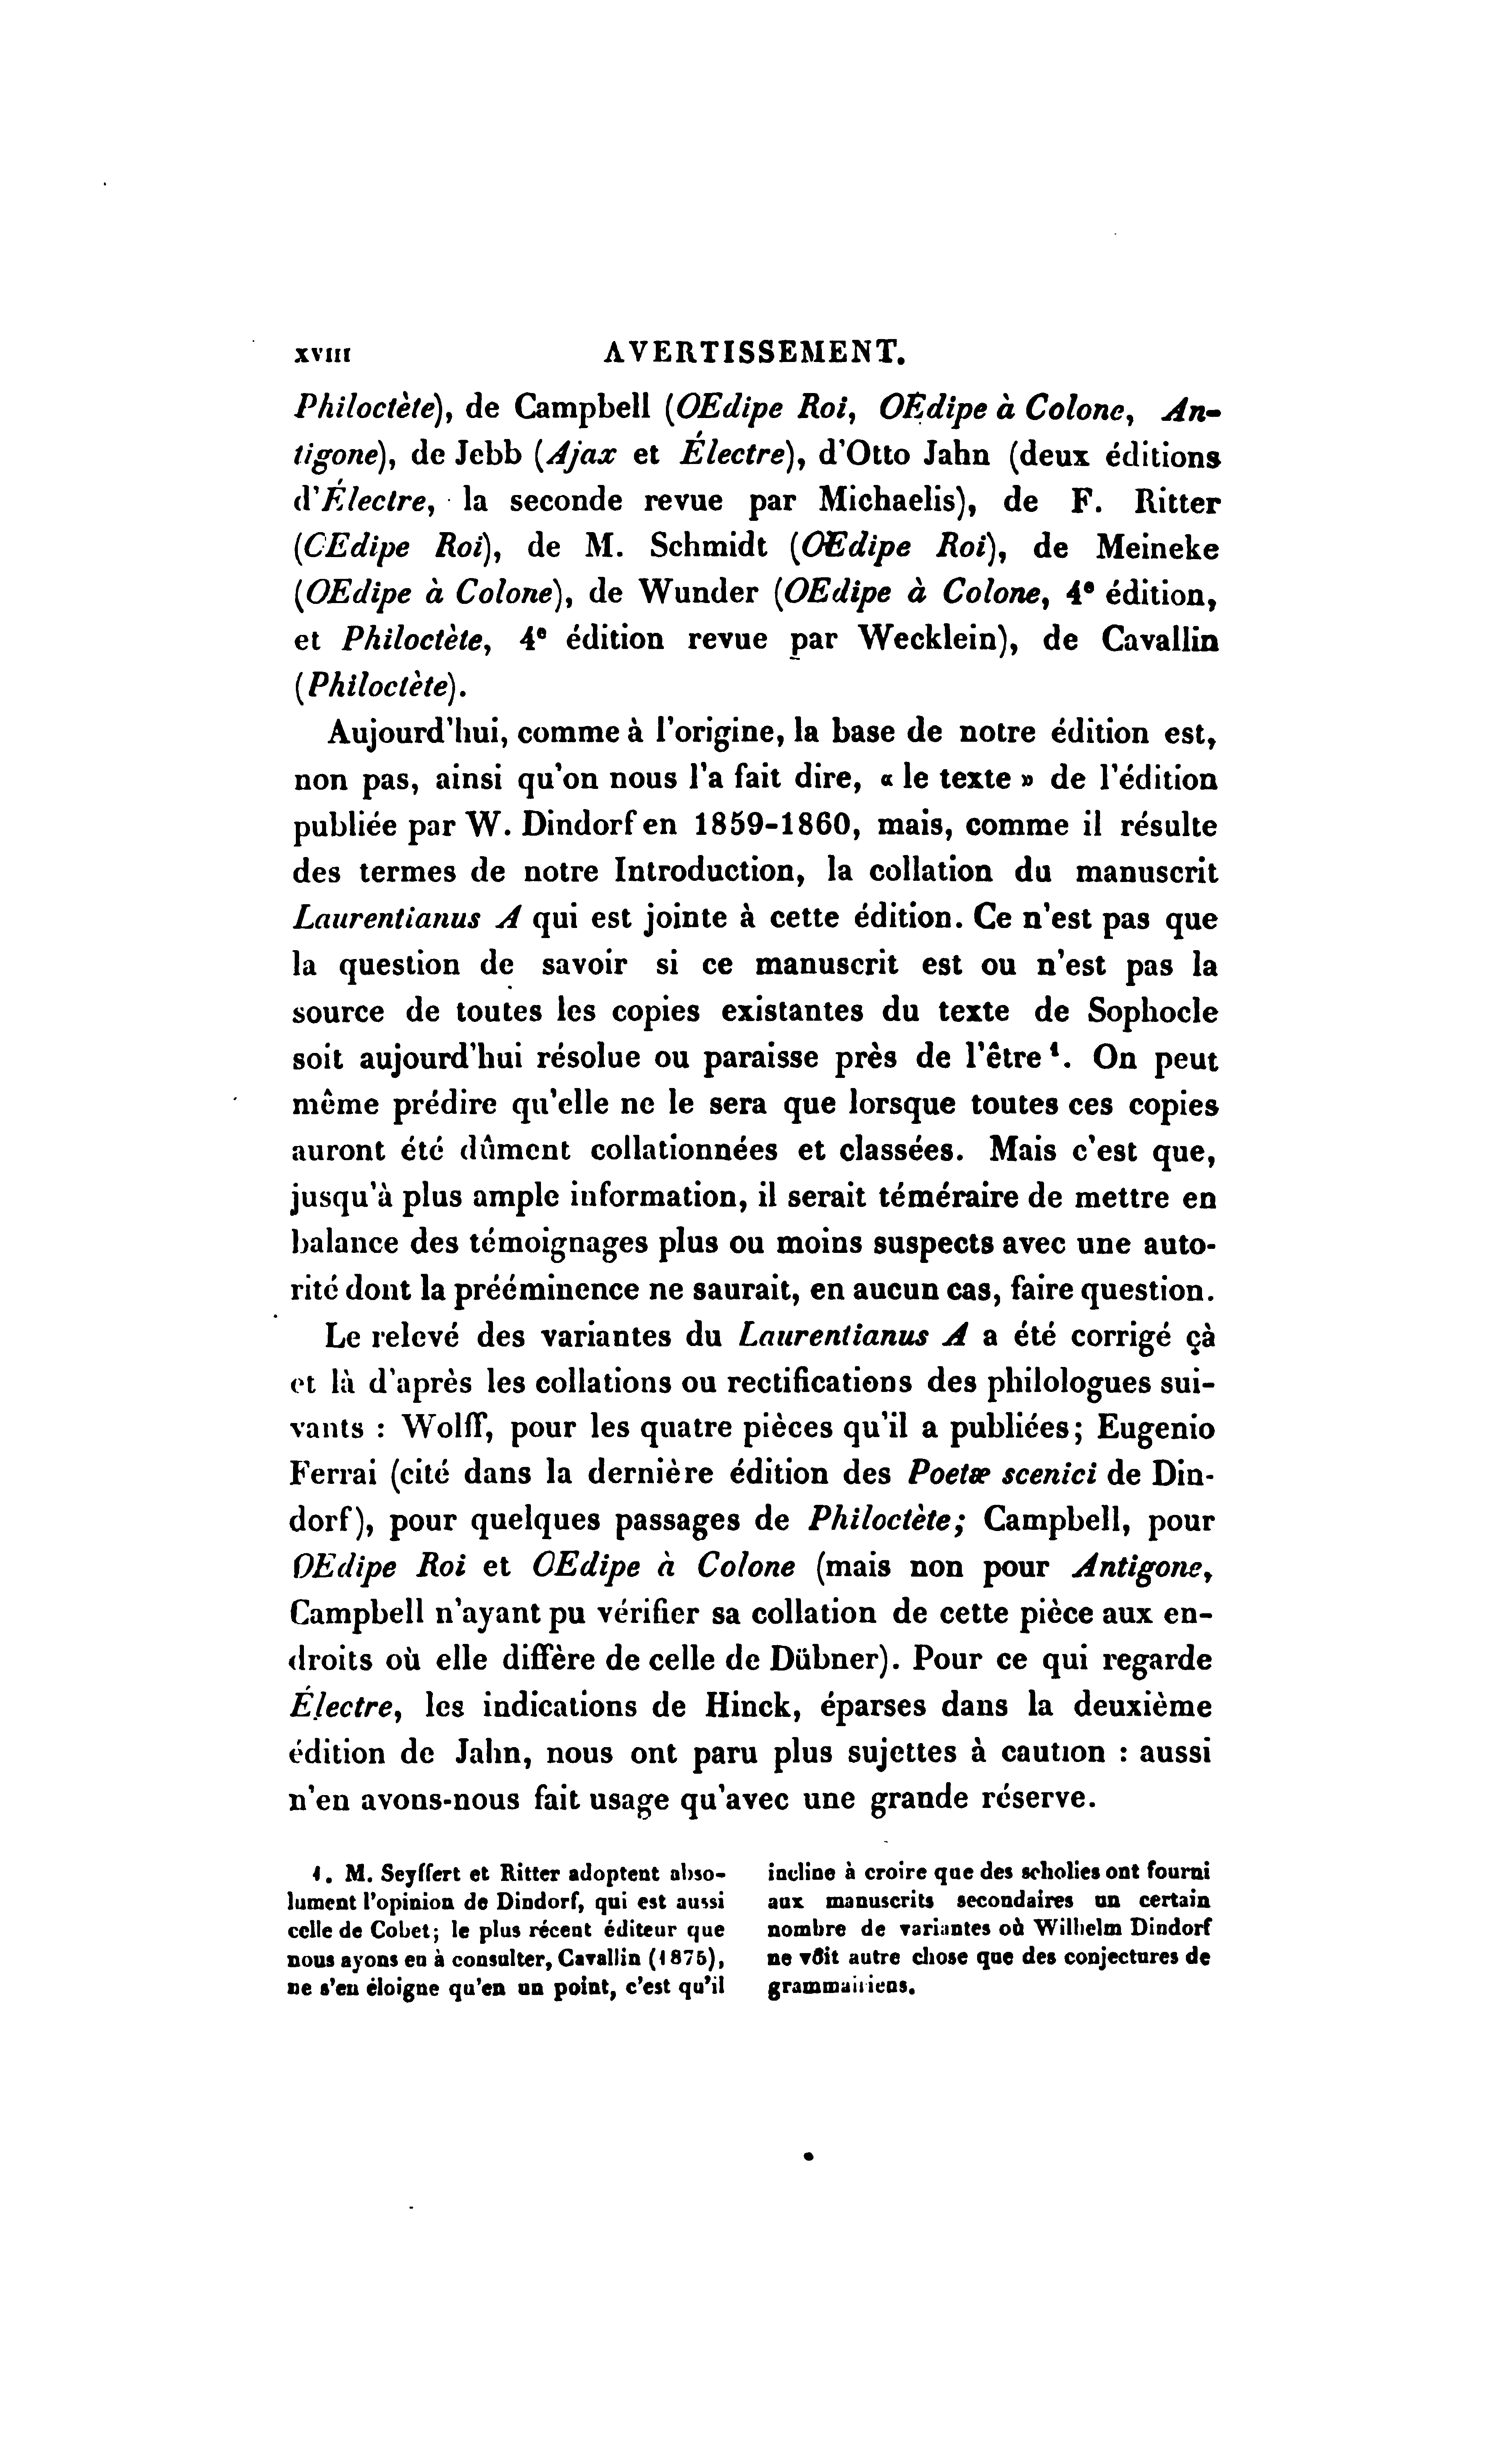 xviii AVERTISSEMENT.
Philoctète), de Campbell (OEdipe Roi, OEdipe à Colone, An-
tigone), de Jebb (Ajax et Électre), d'Otto Jahn (deux éditions
d'Électre, la seconde revue par Michaelis), de F. Ritter
(OEdipe Roi), de M. Schmidt (OEdipe Roi), de Meineke
(OEdipe à Colone), de Wunder (OEdipe à Colone, 4e édition,
et Philoctète, 4e édition revue par Wecklein), de Cavallin
(Philoctète).
Aujourd'hui, comme à l'origine, la base de notre édition est,
non pas, ainsi qu'on nous l'a fait dire, « le texte » de l'édition
publiée par W. Dindorf en 1859-1860, mais, comme il résulte
des termes de notre Introduction, la collation du manuscrit
Laurentianus A qui est jointe à cette édition. Ce n'est pas que
la question de savoir si ce manuscrit est ou n'est pas la
source de toutes les copies existantes du texte de Sophocle
soit aujourd'hui résolue ou paraisse près de l'être 1. On peut
même prédire qu'elle ne le sera que lorsque toutes ces copies
auront été dûment collationnées et classées. Mais c'est que,
jusqu'à plus ample information, il serait téméraire de mettre en
balance des témoignages plus ou moins suspects avec une auto-
rité dont la prééminence ne saurait, en aucun cas, faire question.
Le relevé des variantes du Laurentianus A a été corrigé çà
et là d'après les collations ou rectifications des philologues sui-
vants : Wolff, pour les quatre pièces qu'il a publiées; Eugenio
Ferrai (cité dans la dernière édition des Poetæ scenici de Din-
dorf), pour quelques passages de Philoctète; Campbell, pour
OEdipe Roi et OEdipe à Colone (mais non pour Antigone,
Campbell n'ayant pu vérifier sa collation de cette pièce aux en-
droits où elle diffère de celle de Dübner). Pour ce qui regarde
Électre, les indications de Hinck, éparses dans la deuxième
édition de Jahn, nous ont paru plus sujettes à caution : aussi
n'en avons-nous fait usage qu'avec une grande réserve.
1. M. Seyffert et Ritter adoptent abso-
lument l'opinion de Dindorf, qui est aussi
celle de Cobet; le plus récent éditeur que
nous ayons eu à consulter, Cavallin (1875),
ne s'en éloigne qu'en un point, c'est qu'il
incline à croire que des scholies ont fourni
aux manuscrits secondaires un certain
nombre de variantes où Wilhelm Dindorf
ne voit autre chose que des conjectures de
grammairiens.